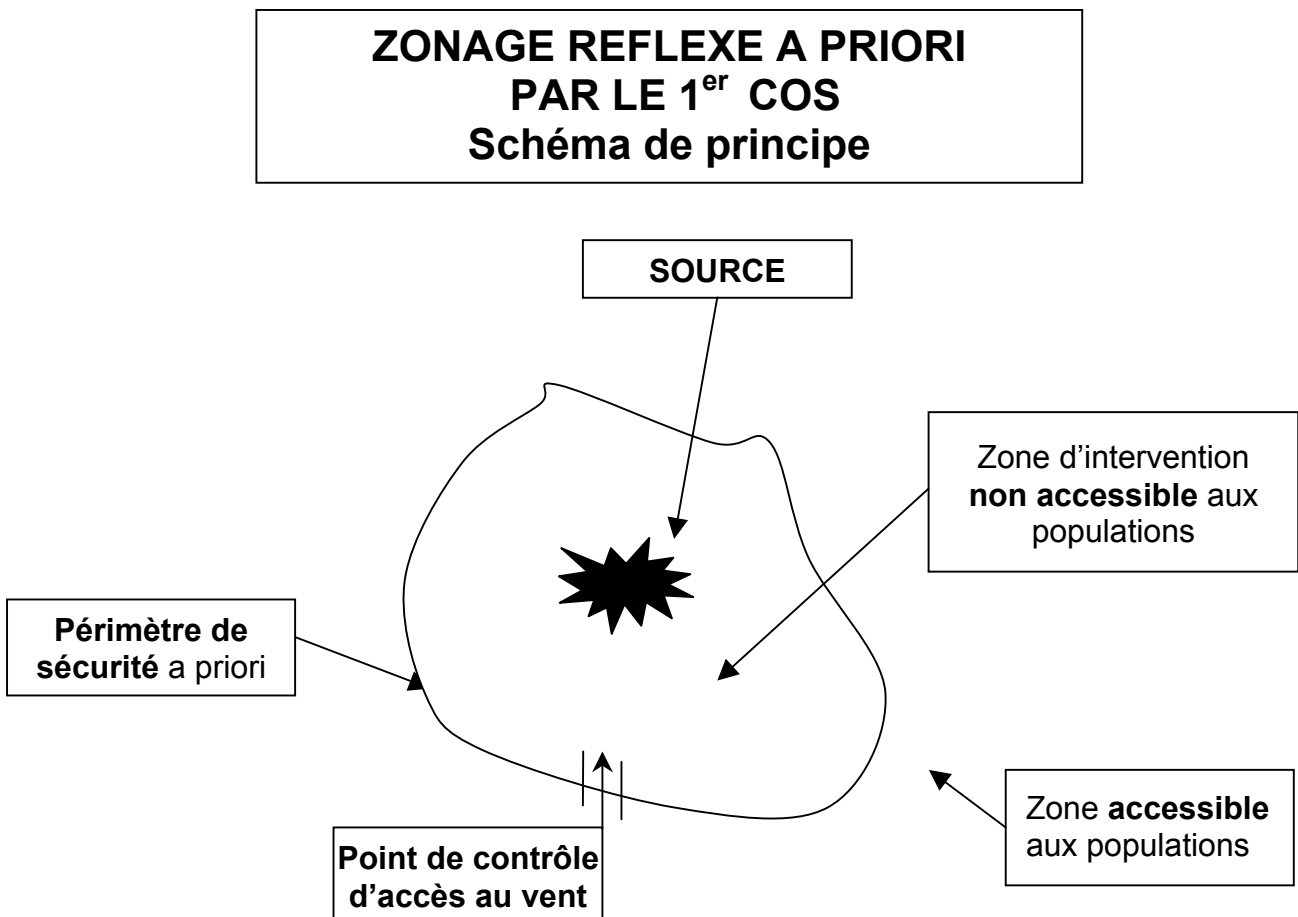 ZONAGE REFLEXE A PRIORI
PAR LE 1er COS
Schéma de principe
SOURCE
Zone d’intervention
non accessible aux
populations
Périmètre de
sécurité a priori
Zone accessible
aux populations
Point de contrôle
d’accès au vent